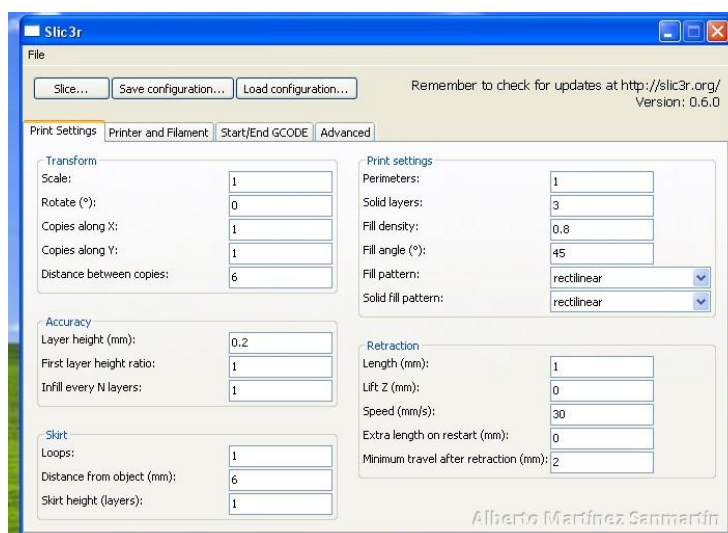 Slic3r
File
Slice... Save configuration... Load configuration...
Remember to check for updates at http://slic3r.org/
Version: 0.6.0
Print Settings Printer and Filament Start/End GCODE Advanced
Transform
Scale: 1
Rotate (°): 0
Copies along X: 1
Copies along Y: 1
Distance between copies: 6
Accuracy
Layer height (mm): 0.2
First layer height ratio: 1
Infill every N layers: 1
Skirt
Loops: 1
Distance from object (mm): 6
Skirt height (layers): 1
Print settings
Perimeters: 1
Solid layers: 3
Fill density: 0.8
Fill angle (°): 45
Fill pattern: rectilinear
Solid fill pattern: rectilinear
Retraction
Length (mm): 1
Lift Z (mm): 0
Speed (mm/s): 30
Extra length on restart (mm): 0
Minimum travel after retraction (mm): 2
Alberto Martínez Sanmartín